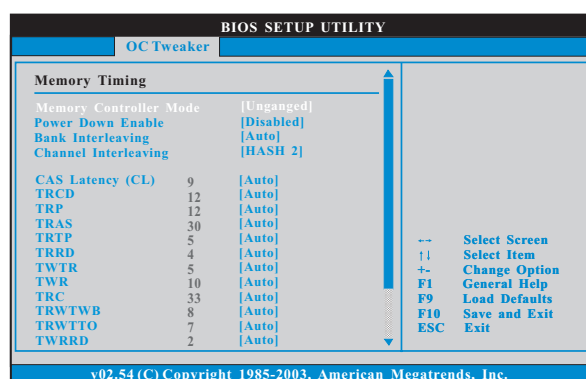 BIOS SETUP UTILITY
OC Tweaker
Memory Timing
Memory Controller Mode [Unganged]
Power Down Enable [Disabled]
Bank Interleaving [Auto]
Channel Interleaving [HASH 2]
CAS Latency (CL) 9 [Auto]
TRCD 12 [Auto]
TRP 12 [Auto]
TRAS 30 [Auto]
TRTP 5 [Auto]
TRRD 4 [Auto]
TWTR 5 [Auto]
TWR 10 [Auto]
TRC 33 [Auto]
TRWTWB 8 [Auto]
TRWTTO 7 [Auto]
TWRRD 2 [Auto]
←→ Select Screen
↑↓ Select Item
+- Change Option
F1 General Help
F9 Load Defaults
F10 Save and Exit
ESC Exit
v02.54 (C) Copyright 1985-2003, American Megatrends, Inc.